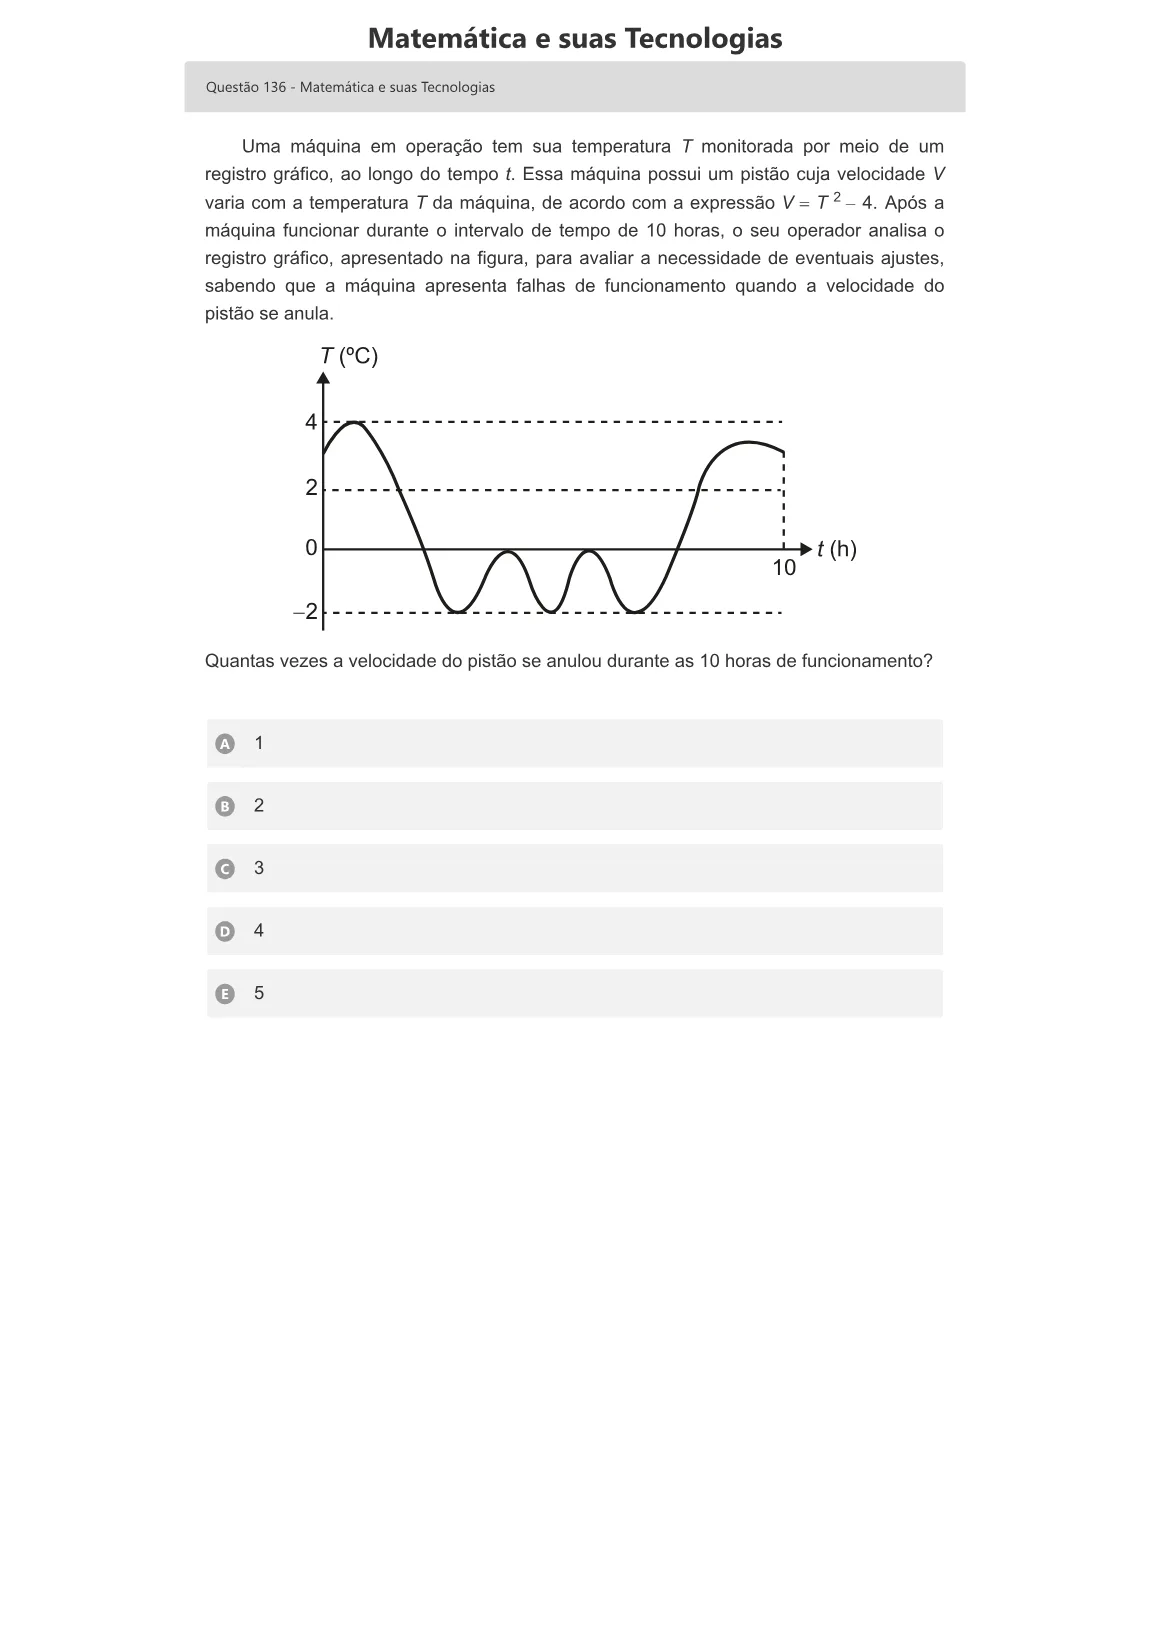 Matemática e suas Tecnologias
Questão 136 - Matemática e suas Tecnologias
Uma máquina em operação tem sua temperatura T monitorada por meio de um
registro gráfico, ao longo do tempo t. Essa máquina possui um pistão cuja velocidade V
varia com a temperatura T da máquina, de acordo com a expressão V = T ² – 4. Após a
máquina funcionar durante o intervalo de tempo de 10 horas, o seu operador analisa o
registro gráfico, apresentado na figura, para avaliar a necessidade de eventuais ajustes,
sabendo que a máquina apresenta falhas de funcionamento quando a velocidade do
pistão se anula.
T (ºC)
4
2
0
t (h)
10
–2
Quantas vezes a velocidade do pistão se anulou durante as 10 horas de funcionamento?
A 1
B 2
C 3
D 4
E 5